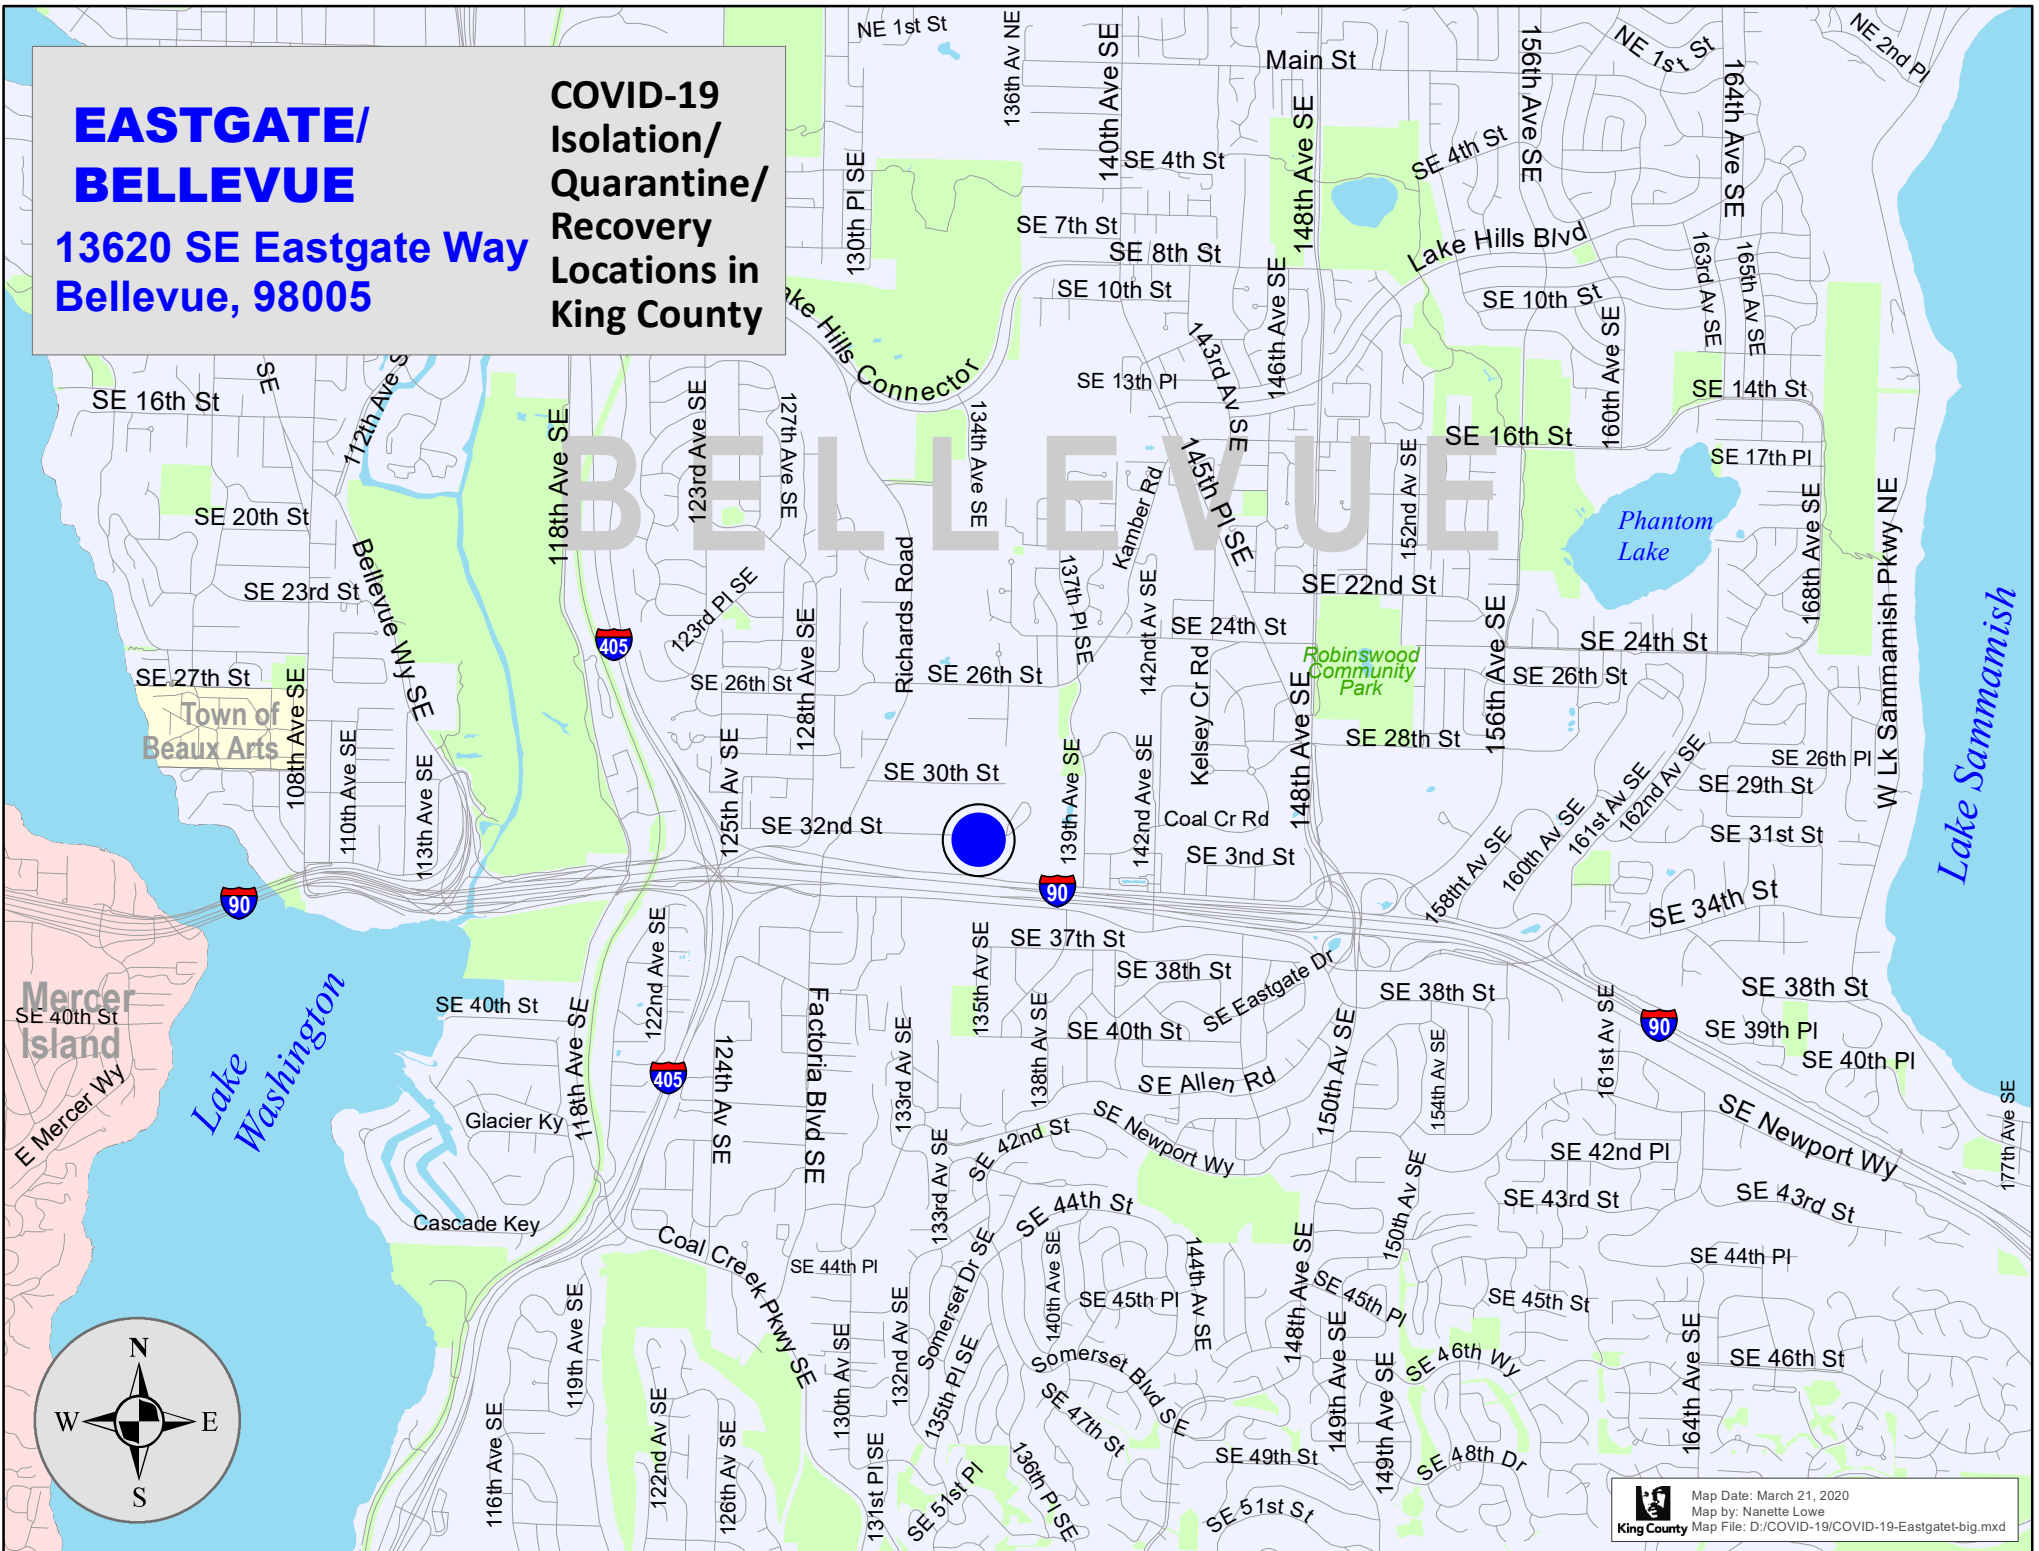 EASTGATE/
BELLEVUE
13620 SE Eastgate Way
Bellevue, 98005
COVID-19
Isolation/
Quarantine/
Recovery
Locations in
King County
NE 1st St
136th Av NE
140th Ave SE
Main St
156th Ave SE
NE 1st St
164th Ave SE
NE 2nd Pl
130th Pl SE
SE 4th St
148th Ave SE
SE 4th St
SE 7th St
SE 8th St
Lake Hills Blvd
163rd Av SE
165th Av SE
SE 10th St
146th Ave SE
SE 10th St
160th Ave SE
ake Hills Connector
143rd Av SE
SE 13th Pl
SE 14th St
SE
112th Ave S
SE 16th St
118th Ave SE
123rd Ave SE
127th Ave SE
134th Ave SE
BELLEVUE
145th Pl SE
152nd Av SE
SE 16th St
SE 17th Pl
Kamber Rd
168th Ave SE
W Lk Sammamish Pkwy NE
Phantom
Lake
SE 20th St
Bellevue Wy SE
SE 23rd St
123rd Pl SE
128th Ave SE
Richards Road
137th Pl SE
142ndt Av SE
SE 22nd St
SE 24th St
SE 24th St
405
Robinswood
Community
Park
156th Ave SE
SE 26th St
Lake Sammamish
SE 27th St
108th Ave SE
SE 26th St
SE 26th St
Kelsey Cr Rd
148th Ave SE
Town of
Beaux Arts
110th Ave SE
113th Ave SE
125th Av SE
SE 28th St
SE 30th St
139th Ave SE
142nd Ave SE
SE 26th Pl
SE 29th St
162nd Av SE
161st Av SE
160th Av SE
158tht Av SE
SE 32nd St
Coal Cr Rd
SE 3nd St
SE 31st St
90
90
SE 34th St
122nd Ave SE
135th Av SE
SE 37th St
SE 38th St
SE Eastgate Dr
SE 38th St
SE 38th St
Mercer
Island
SE 40th St
E Mercer Wy
Lake
Washington
SE 40th St
118th Ave SE
405
124th Av SE
Factoria Blvd SE
133rd Av SE
138th Av SE
SE 40th St
SE Allen Rd
150th Av SE
154th Av SE
161st Av SE
90
SE 39th Pl
SE 40th Pl
177th Ave SE
Glacier Ky
Cascade Key
133rd Av SE
SE 42nd St
SE Newport Wy
SE 42nd Pl
SE Newport Wy
150th Av SE
SE 43rd St
SE 43rd St
SE 44th St
Coal Creek Pkwy SE
SE 44th Pl
Somerset Dr SE
140th Ave SE
144th Av SE
148th Ave SE
SE 44th Pl
SE 45th Pl
SE 45th Pl
SE 45th St
119th Ave SE
130th Av SE
132nd Av SE
135th Pl SE
Somerset Blvd SE
149th Ave SE
149th Ave SE
SE 46th Wy
164th Ave SE
SE 46th St
116th Ave SE
122nd Av SE
126th Av SE
131st Pl SE
SE 47th St
136th Pl SE
SE 49th St
SE 48th Dr
SE 51st Pl
SE 51st St
N
W
E
S
King County
Map Date: March 21, 2020
Map by: Nanette Lowe
Map File: D:/COVID-19/COVID-19-Eastgatet-big.mxd